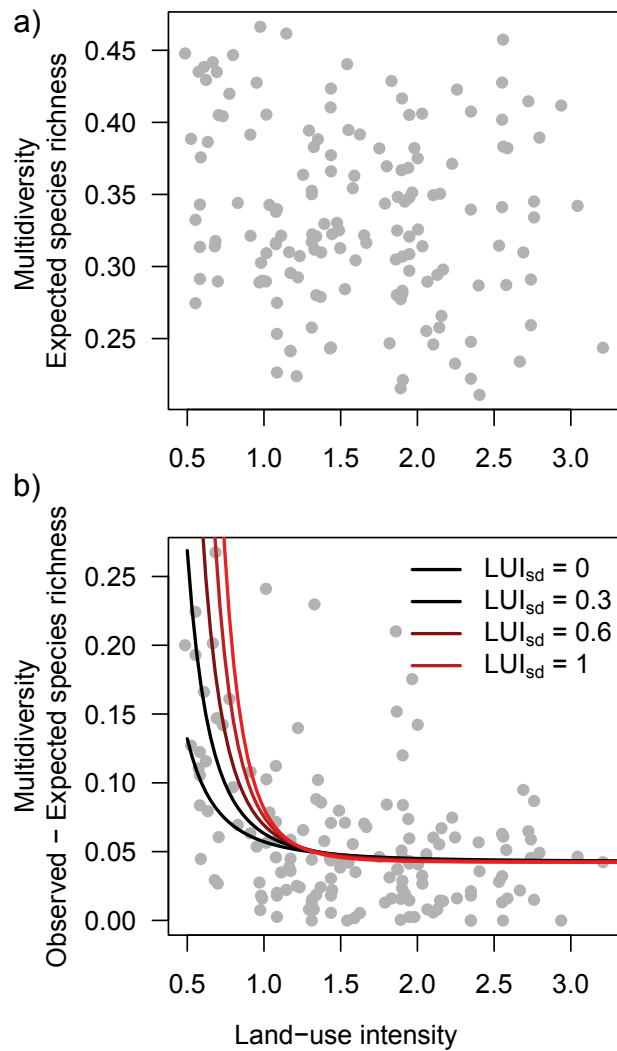 a)
Multidiversity
Expected species richness
0.45
0.40
0.35
0.30
0.25
0.5 1.0 1.5 2.0 2.5 3.0
b)
Multidiversity
Observed − Expected species richness
0.25
0.20
0.15
0.10
0.05
0.00
LUIsd = 0
LUIsd = 0.3
LUIsd = 0.6
LUIsd = 1
0.5 1.0 1.5 2.0 2.5 3.0
Land−use intensity